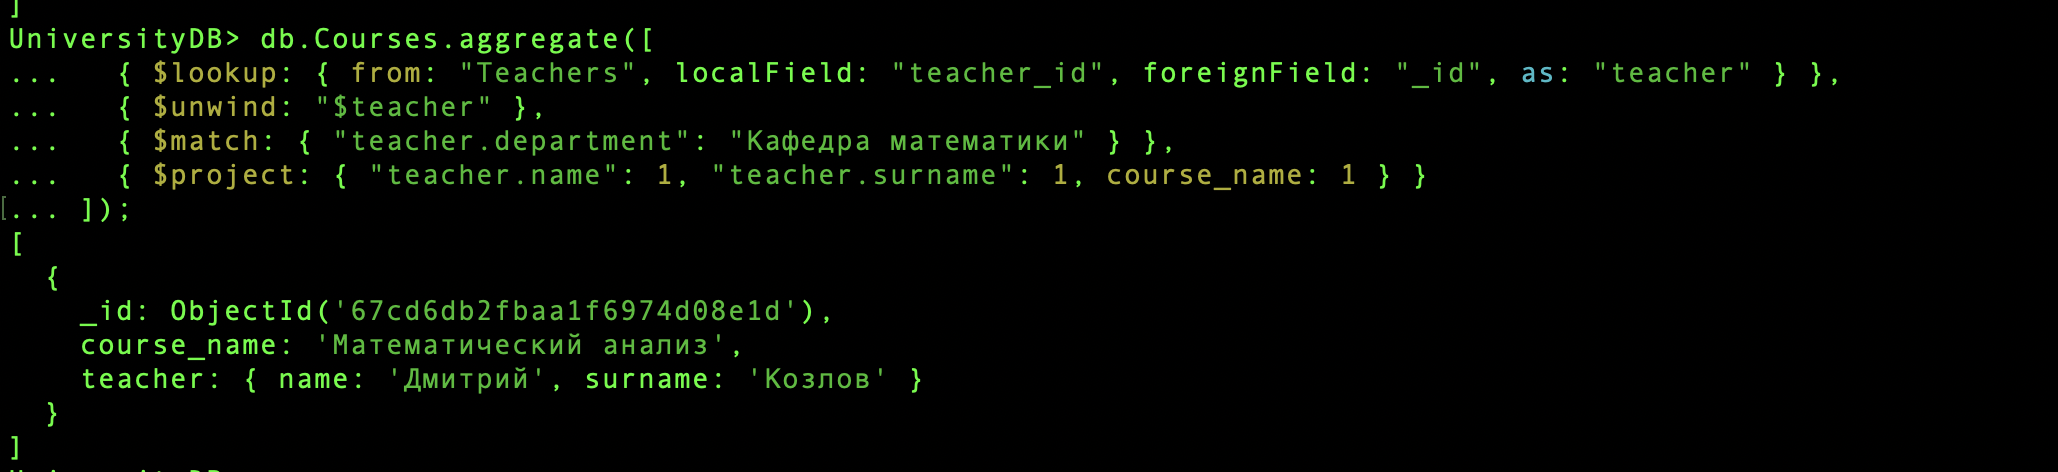 ]
UniversityDB> db.Courses.aggregate([
...   { $lookup: { from: "Teachers", localField: "teacher_id", foreignField: "_id", as: "teacher" } },
...   { $unwind: "$teacher" },
...   { $match: { "teacher.department": "Кафедра математики" } },
...   { $project: { "teacher.name": 1, "teacher.surname": 1, course_name: 1 } }
[... ]);
[
  {
    _id: ObjectId('67cd6db2fbaa1f6974d08e1d'),
    course_name: 'Математический анализ',
    teacher: { name: 'Дмитрий', surname: 'Козлов' }
  }
]